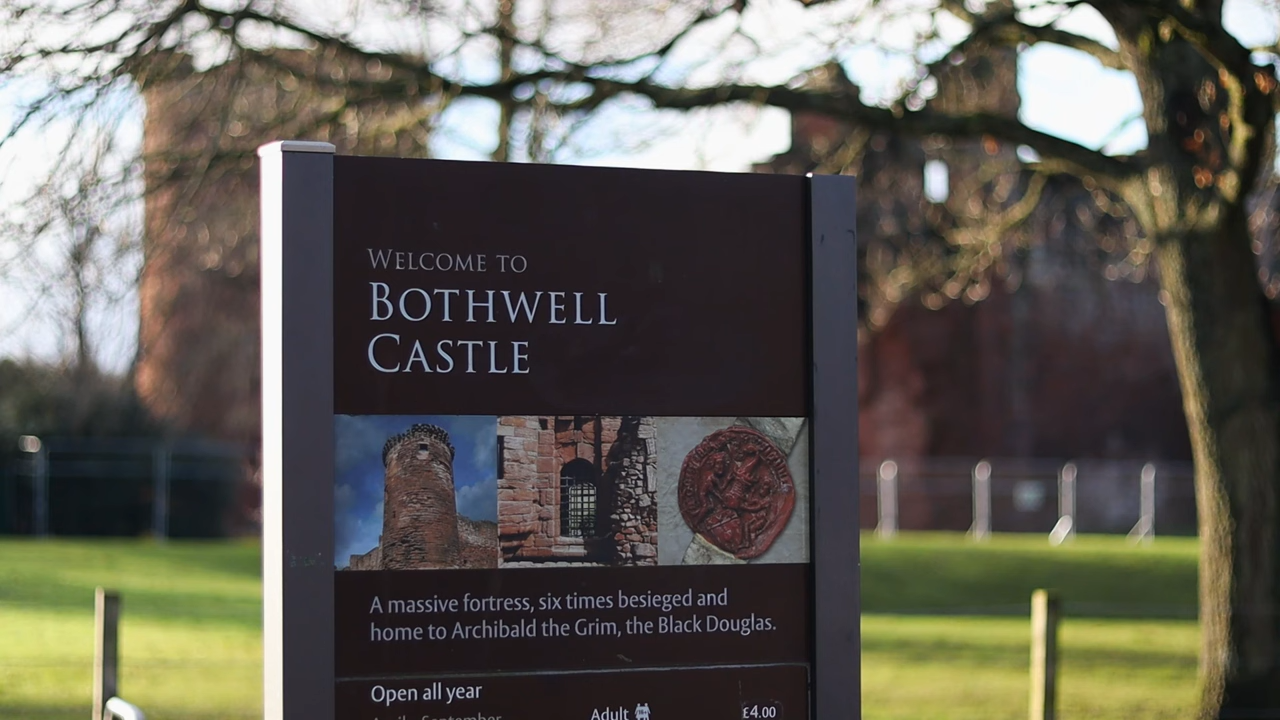 WELCOME TO
BOTHWELL
CASTLE
A massive fortress, six times besieged and
home to Archibald the Grim, the Black Douglas.
Open all year
Adult £4.00